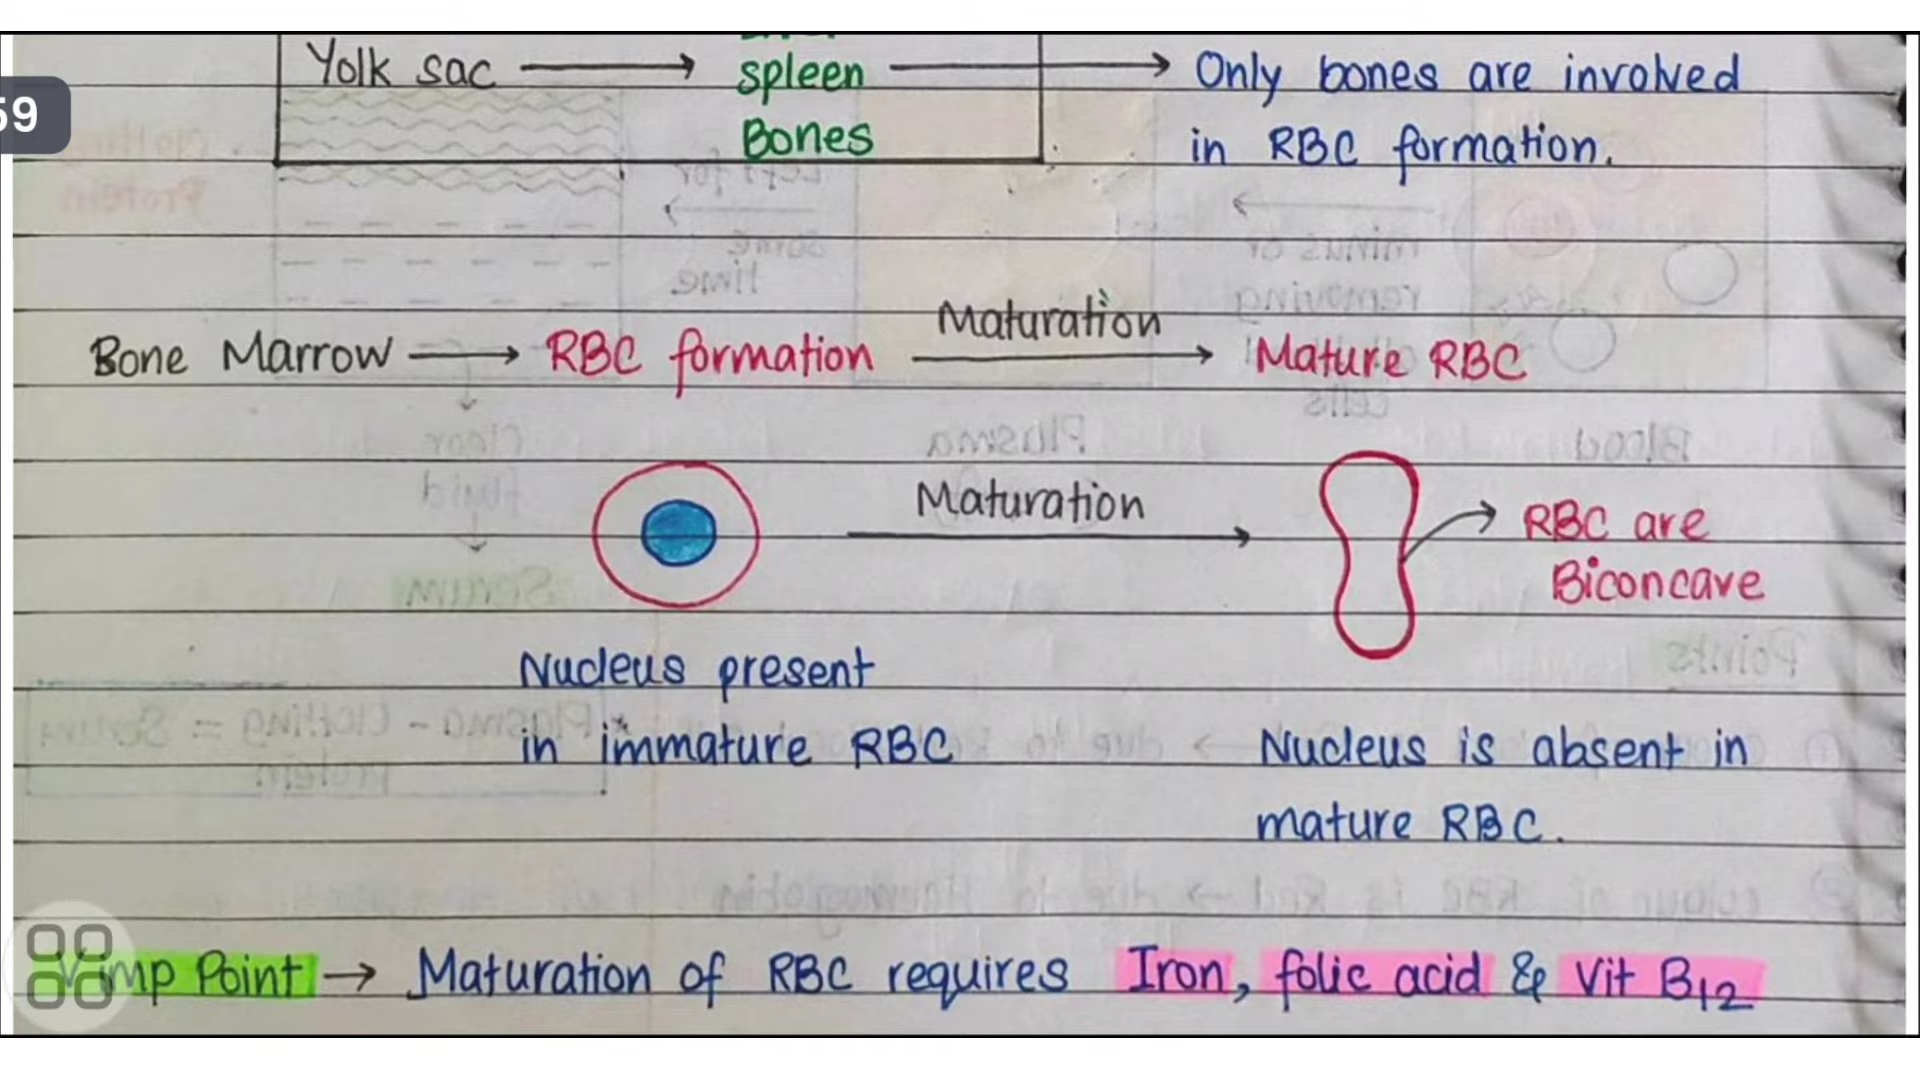 59
Yolk sac → spleen → Only bones are involved
Bones in RBC formation.
Bone Marrow → RBC formation Maturation → Mature RBC
Maturation → RBC are
Biconcave
Nucleus present
in immature RBC
Nucleus is absent in
mature RBC.
Imp Point → Maturation of RBC requires Iron, folic acid & Vit B12